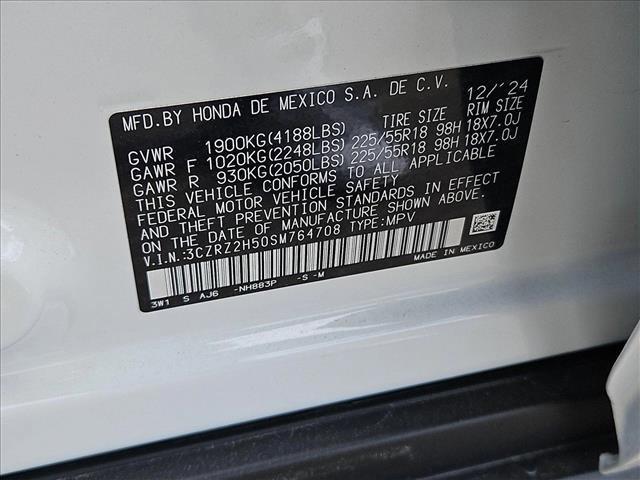 MFD.BY HONDA DE MEXICO S.A. DE C.V. 12/'24
TIRE SIZE RIM SIZE
GVWR 1900KG(4188LBS)
GAWR F 1020KG(2248LBS) 225/55R18 98H 18X7.0J
GAWR R 930KG(2050LBS) 225/55R18 98H 18X7.0J
THIS VEHICLE CONFORMS TO ALL APPLICABLE
FEDERAL MOTOR VEHICLE SAFETY
AND THEFT PREVENTION STANDARDS IN EFFECT
ON THE DATE OF MANUFACTURE SHOWN ABOVE.
V.I.N.:3CZRZ2H50SM764708 TYPE:MPV
3W1 S AJ6 -NH883P -S -M
MADE IN MEXICO